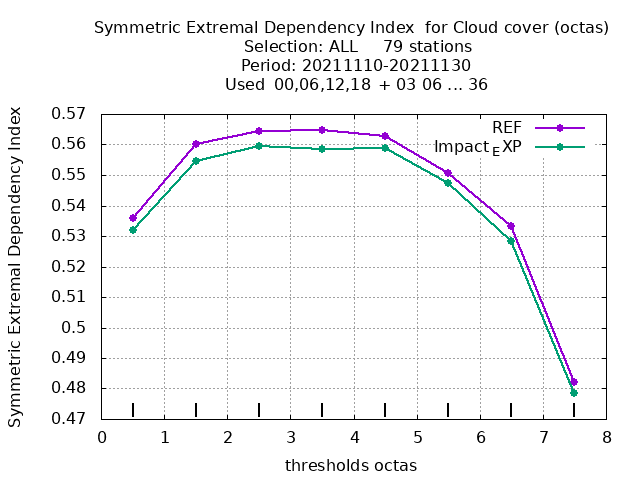 Symmetric Extremal Dependency Index  for Cloud cover (octas)
Selection: ALL     79 stations
Period: 20211110-20211130
Used  00,06,12,18  + 03 06 ... 36
Symmetric Extremal Dependency Index
0.57
0.56
0.55
0.54
0.53
0.52
0.51
0.5
0.49
0.48
0.47
REF
Impact_EXP
0 1 2 3 4 5 6 7 8
thresholds octas